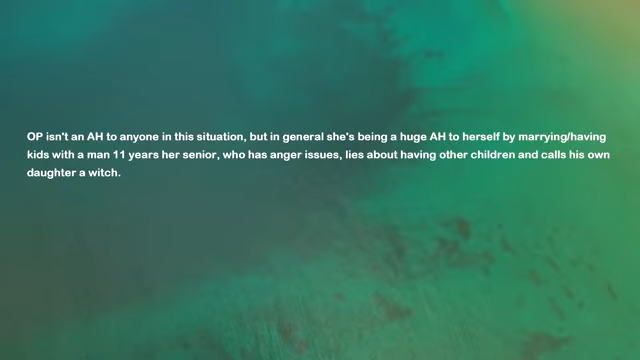 OP isn't an AH to anyone in this situation, but in general she's being a huge AH to herself by marrying/having
kids with a man 11 years her senior, who has anger issues, lies about having other children and calls his own
daughter a witch.